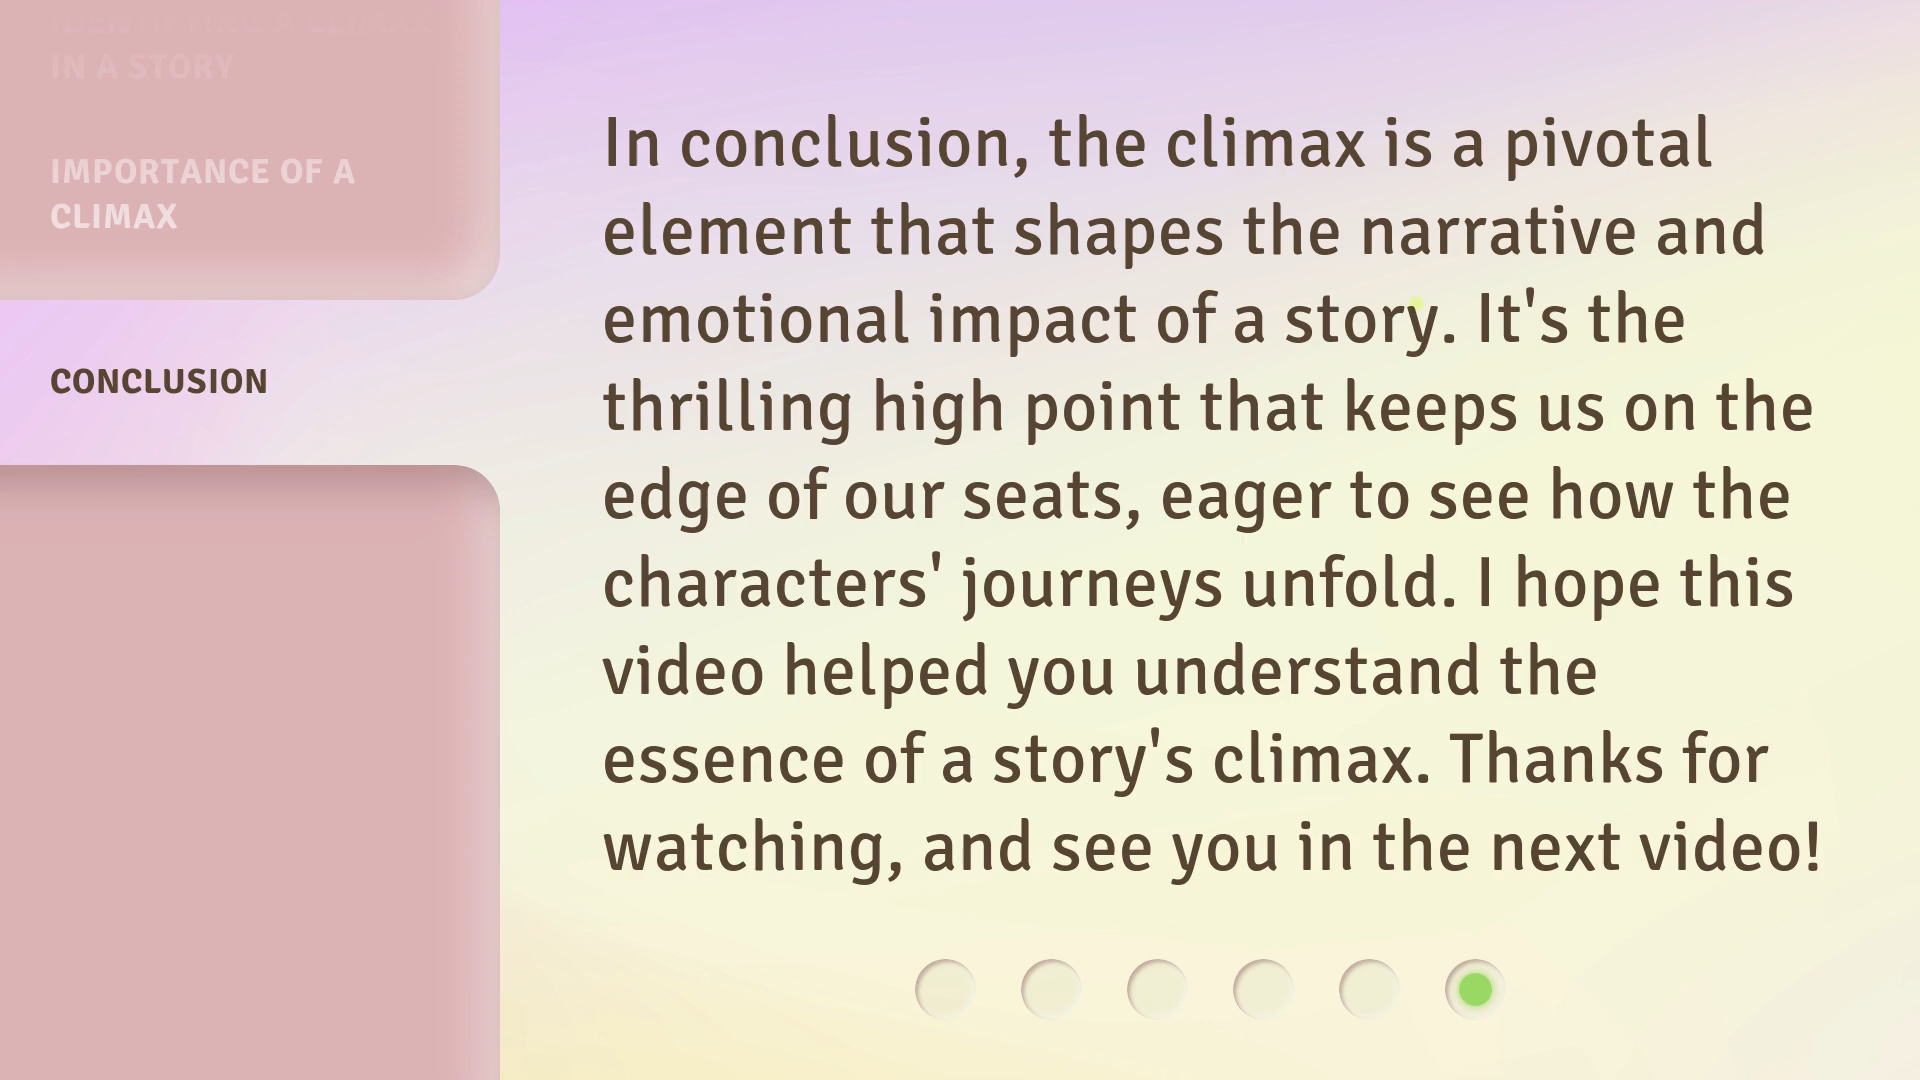 IDENTIFYING A CLIMAX
IN A STORY
IMPORTANCE OF A
CLIMAX
CONCLUSION
In conclusion, the climax is a pivotal
element that shapes the narrative and
emotional impact of a story. It's the
thrilling high point that keeps us on the
edge of our seats, eager to see how the
characters' journeys unfold. I hope this
video helped you understand the
essence of a story's climax. Thanks for
watching, and see you in the next video!